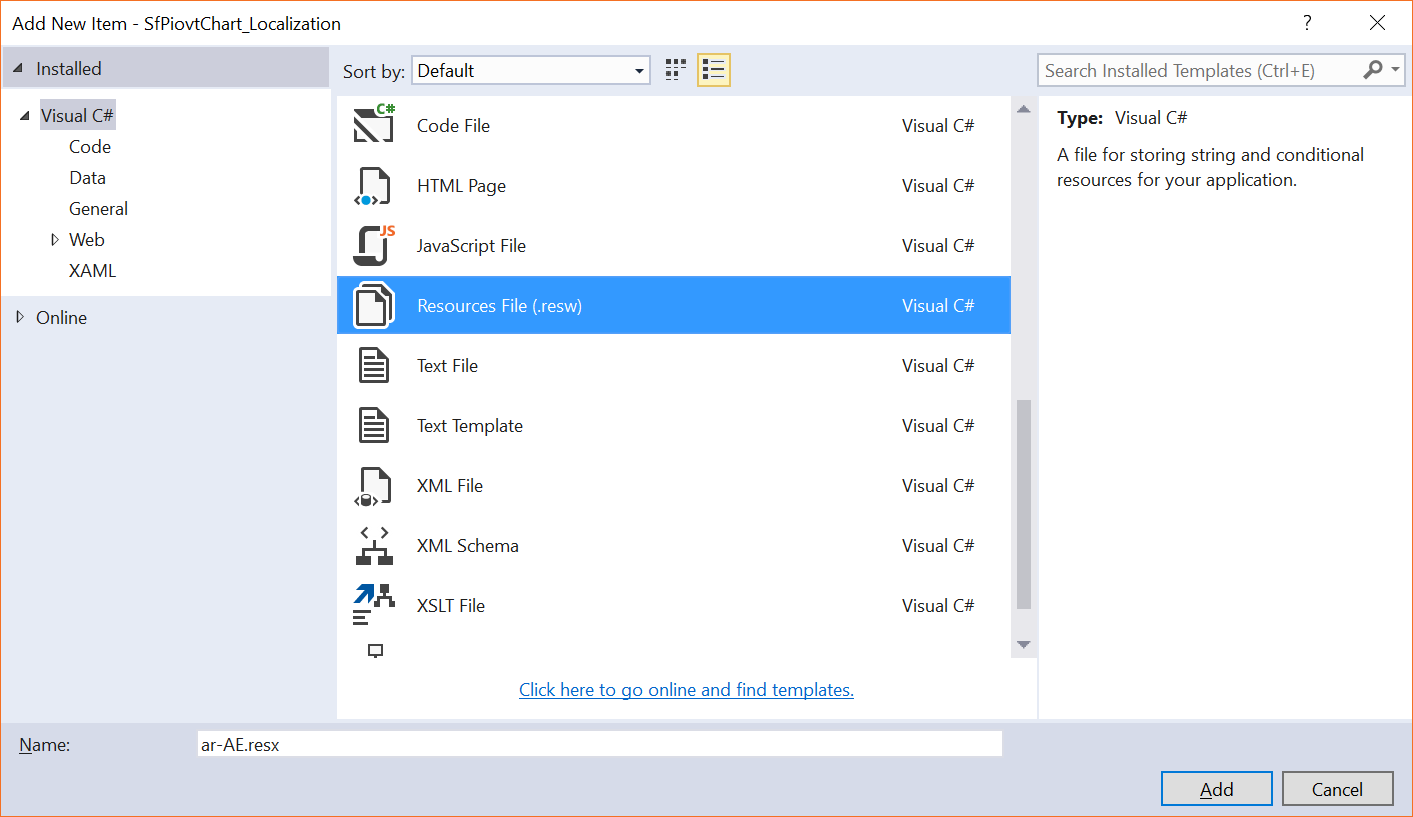 Add New Item - SfPiovtChart_Localization
?
Installed
Sort by: Default
Search Installed Templates (Ctrl+E)
Visual C#
Code
Data
General
Web
XAML
Online
C#
Code File Visual C#
HTML Page Visual C#
JS
JavaScript File Visual C#
Resources File (.resw) Visual C#
Text File Visual C#
Text Template Visual C#
XML File Visual C#
XML Schema Visual C#
XSLT File Visual C#
Click here to go online and find templates.
Type: Visual C#
A file for storing string and conditional
resources for your application.
Name: ar-AE.resx
Add Cancel